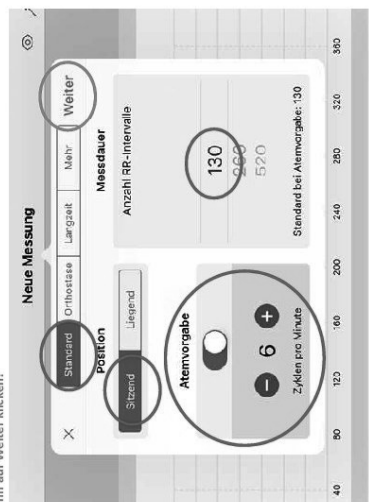 nn auf Weiter klicken:
Neue Messung
Standard Orthostase Langzeit Mehr Weiter
Position
Sitzend Liegend
Messdauer
Anzahl RR-Intervalle
130
260
520
Standard bei Atemvorgabe: 130
Atemvorgabe
6
Zyklen pro Minute
40 80 120 160 200 240 280 320 360